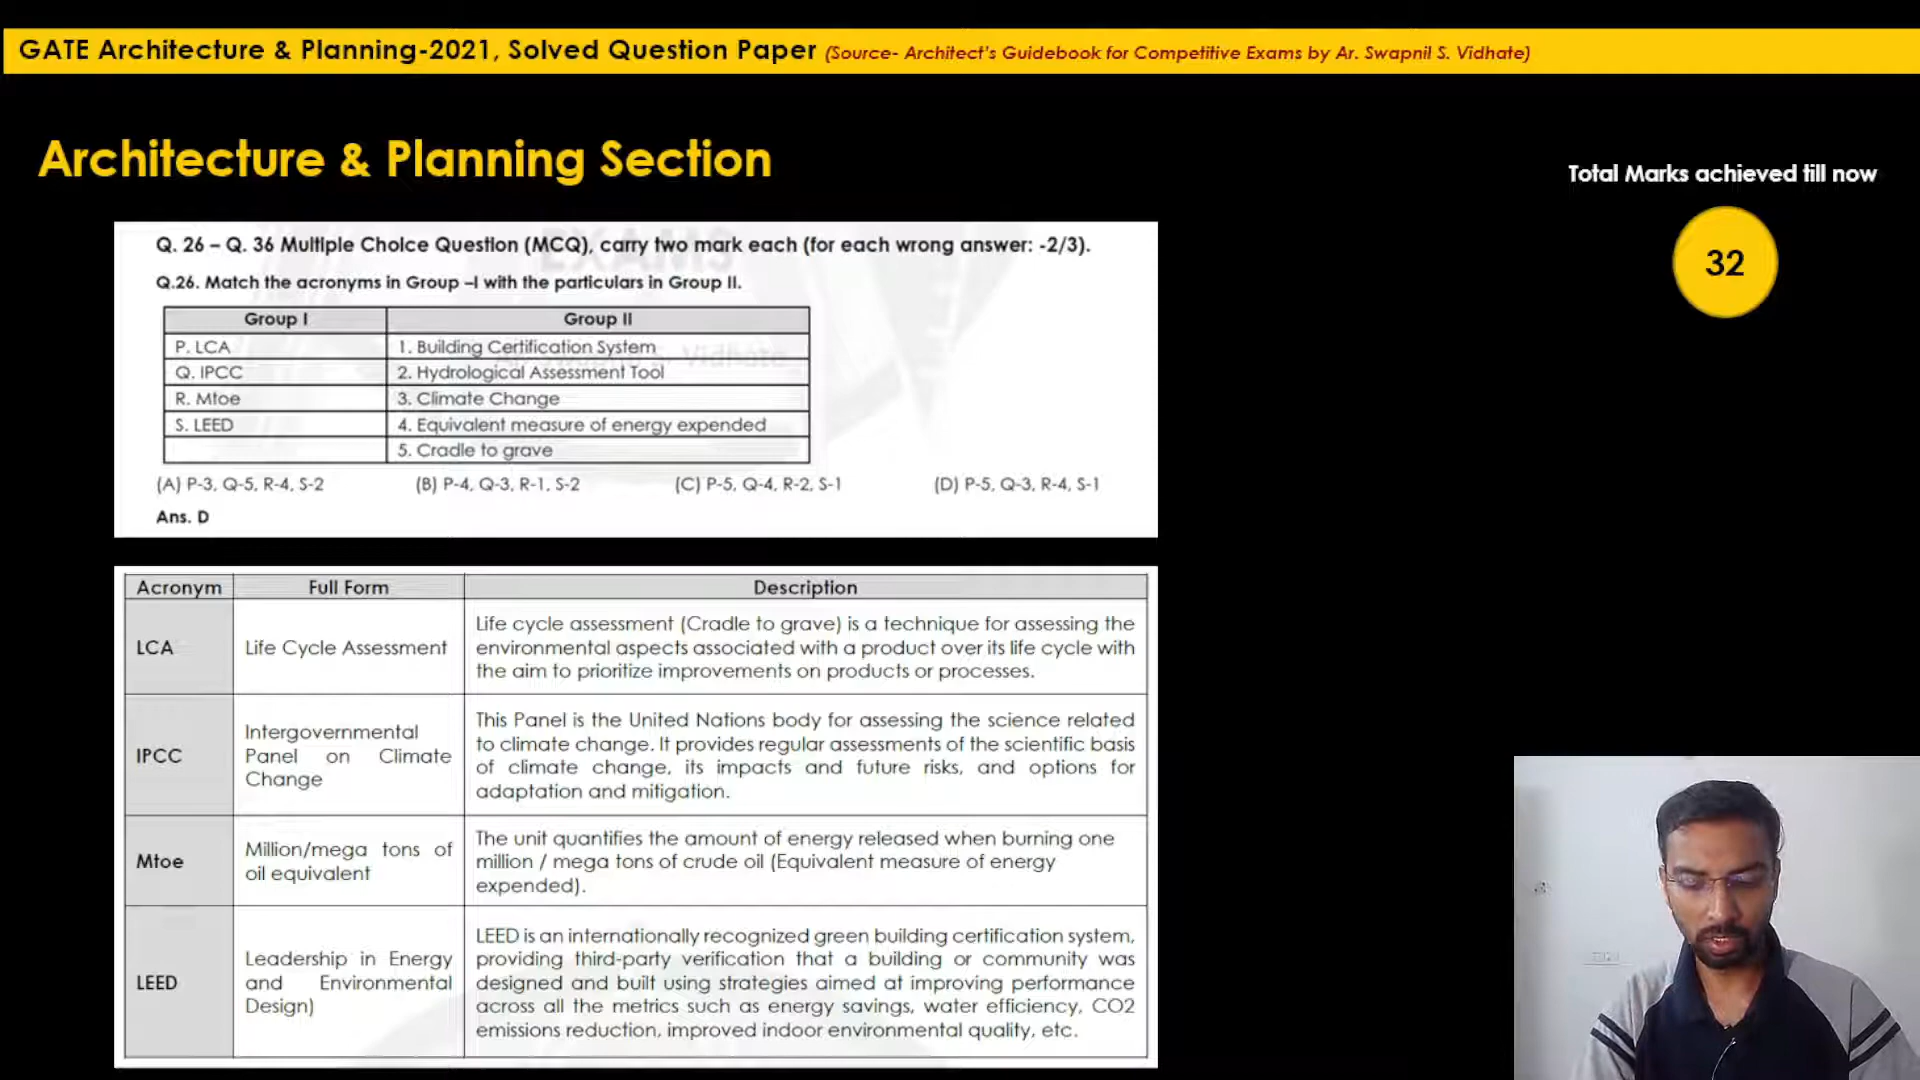 GATE Architecture & Planning-2021, Solved Question Paper (Source- Architect's Guidebook for Competitive Exams by Ar. Swapnil S. Vidhate)
Architecture & Planning Section
Total Marks achieved till now
32
Q. 26 – Q. 36 Multiple Choice Question (MCQ), carry two mark each (for each wrong answer: -2/3).
Q.26. Match the acronyms in Group –I with the particulars in Group II.
Group I Group II
P. LCA 1. Building Certification System
Q. IPCC 2. Hydrological Assessment Tool
R. Mtoe 3. Climate Change
S. LEED 4. Equivalent measure of energy expended
5. Cradle to grave
(A) P-3, Q-5, R-4, S-2 (B) P-4, Q-3, R-1, S-2 (C) P-5, Q-4, R-2, S-1 (D) P-5, Q-3, R-4, S-1
Ans. D
Acronym Full Form Description
LCA Life Cycle Assessment
Life cycle assessment (Cradle to grave) is a technique for assessing the
environmental aspects associated with a product over its life cycle with
the aim to prioritize improvements on products or processes.
IPCC
Intergovernmental
Panel on Climate
Change
This Panel is the United Nations body for assessing the science related
to climate change. It provides regular assessments of the scientific basis
of climate change, its impacts and future risks, and options for
adaptation and mitigation.
Mtoe
Million/mega tons of
oil equivalent
The unit quantifies the amount of energy released when burning one
million / mega tons of crude oil (Equivalent measure of energy
expended).
LEED
Leadership in Energy
and Environmental
Design)
LEED is an internationally recognized green building certification system,
providing third-party verification that a building or community was
designed and built using strategies aimed at improving performance
across all the metrics such as energy savings, water efficiency, CO2
emissions reduction, improved indoor environmental quality, etc.